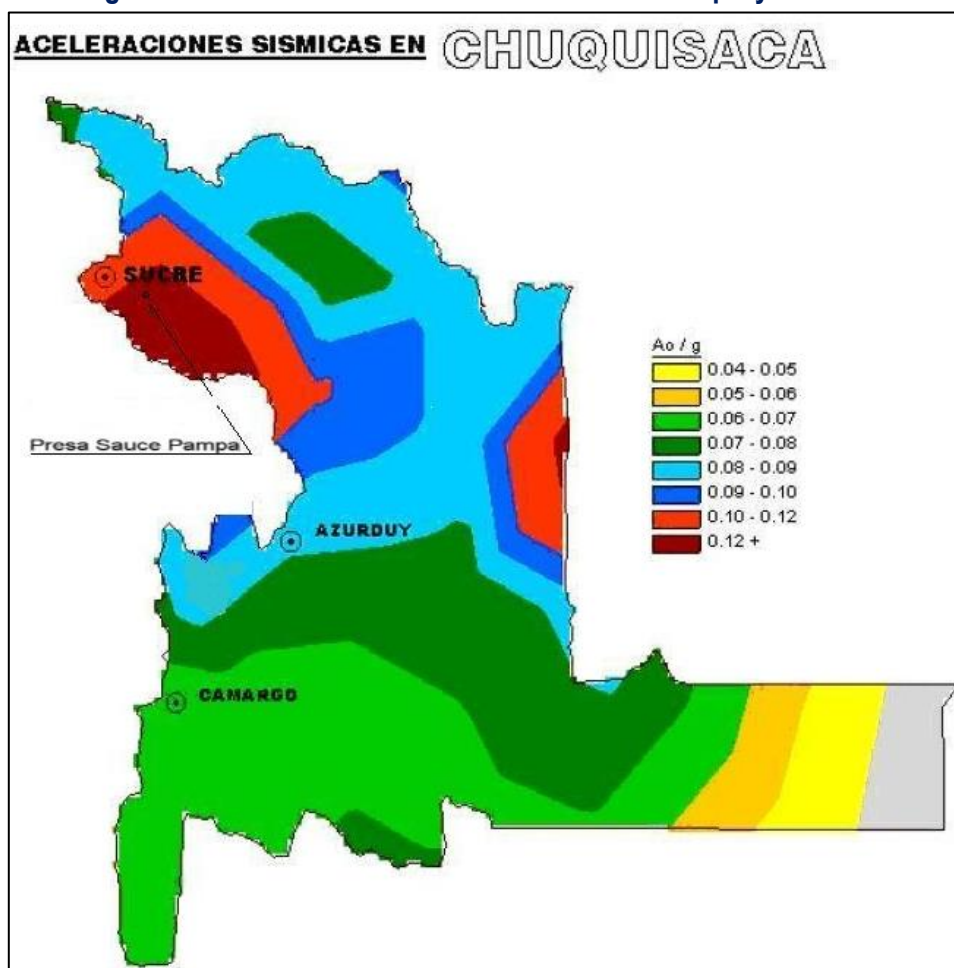 ACELERACIONES SISMICAS EN CHUQUISACA
SUCRE
Ao / g
0.04 - 0.05
0.05 - 0.06
0.06 - 0.07
0.07 - 0.08
0.08 - 0.09
0.09 - 0.10
0.10 - 0.12
0.12 +
Presa Sauce Pampa
AZURDUY
CAMARGO